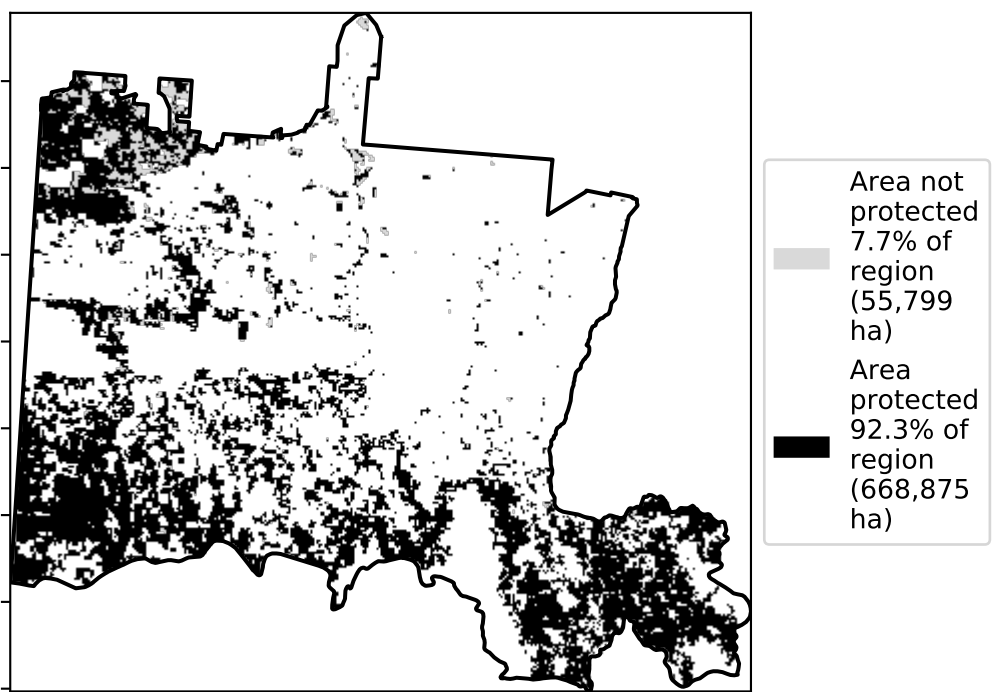 Area not
protected
7.7% of
region
(55,799
ha)
Area
protected
92.3% of
region
(668,875
ha)